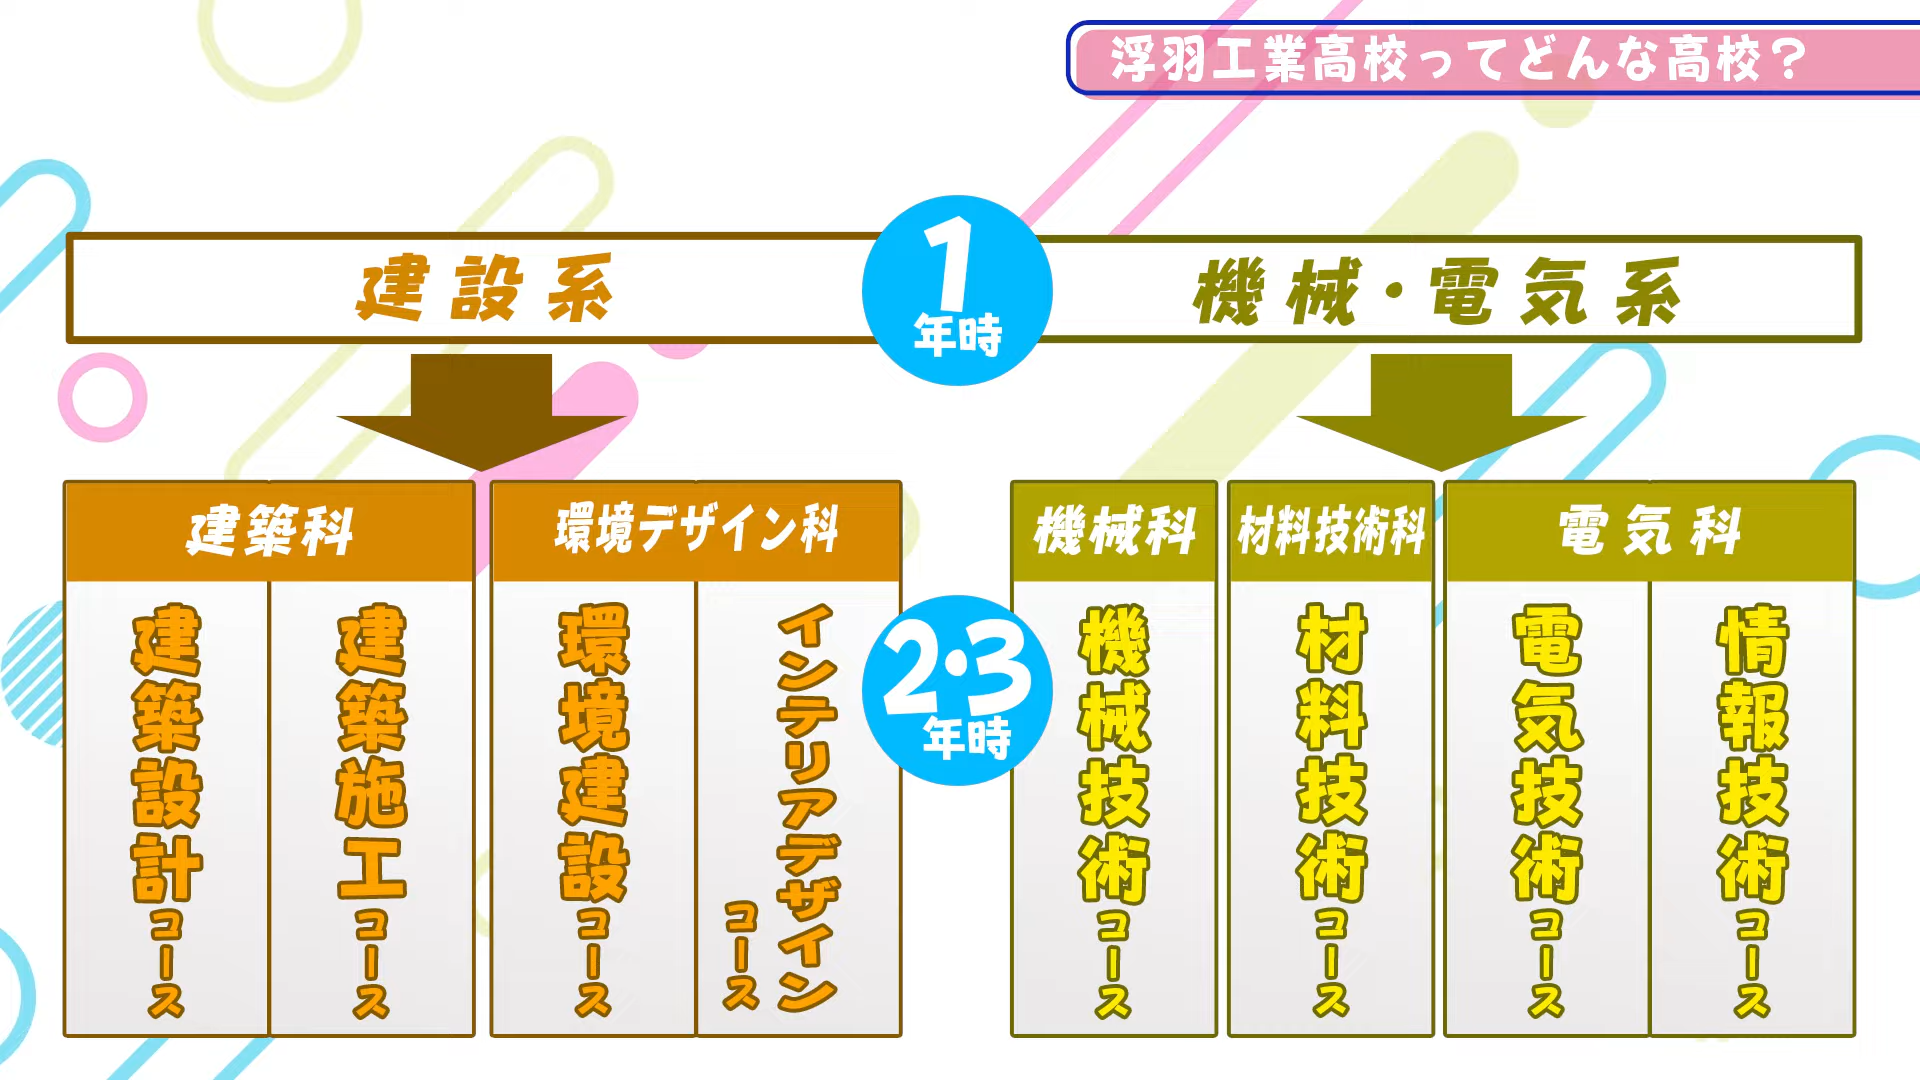 浮羽工業高校ってどんな高校？
建設系
1
年時
機械・電気系
建築科
環境デザイン科
機械科
材料技術科
電気科
建築設計コース
建築施工コース
環境建設コース
インテリアデザイン
コース
2・3
年時
機械技術コース
材料技術コース
電気技術コース
情報技術コース